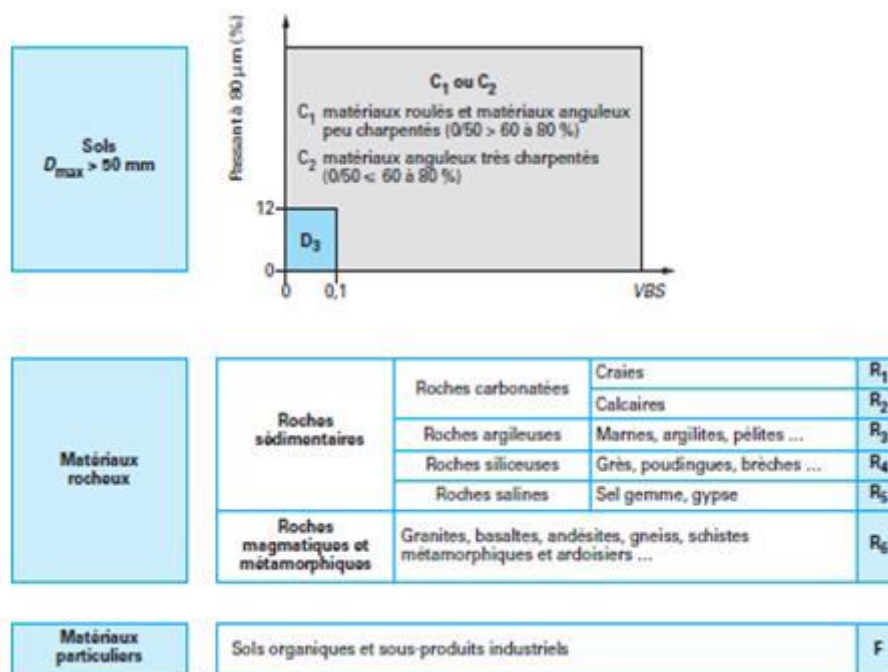 Sols
Dmax > 50 mm
Passant à 80 µm (%)
C1 ou C2
C1 matériaux roulés et matériaux anguleux
peu charpentés (0/50 > 60 à 80 %)
C2 matériaux anguleux très charpentés
(0/50 < 60 à 80 %)
12
D3
0
0
0,1
VBS
Matériaux
rocheux
Roches
sédimentaires
Roches carbonatées
Craies
R1
Calcaires
R2
Roches argileuses
Marnes, argilites, pélites ...
R3
Roches siliceuses
Grès, poudingues, brèches ...
R4
Roches salines
Sel gemme, gypse
R5
Roches
magmatiques et
métamorphiques
Granites, basaltes, andésites, gneiss, schistes
métamorphiques et ardoisiers ...
R6
Matériaux
particuliers
Sols organiques et sous-produits industriels
F